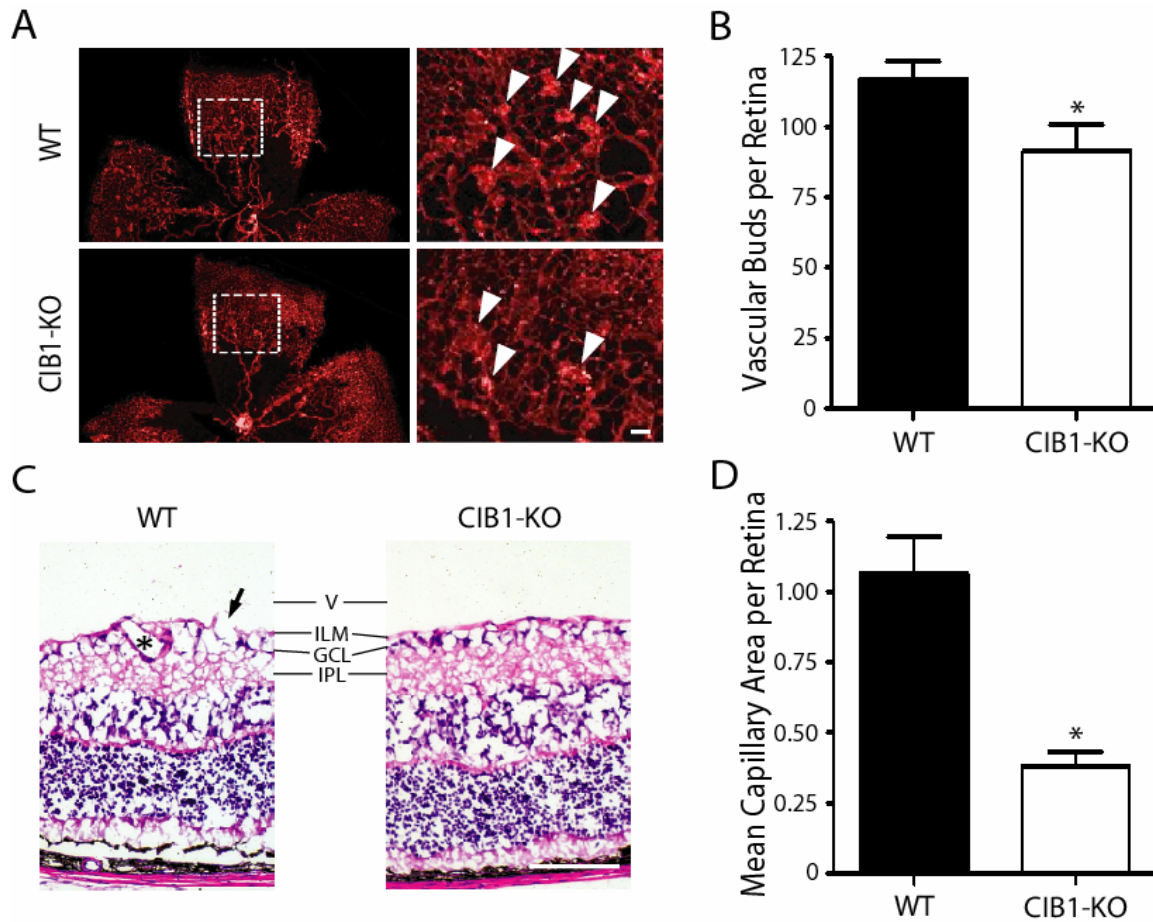 A
WT
CIB1-KO
B
Vascular Buds per Retina
125
100
75
50
25
0
*
WT
CIB1-KO
C
WT
CIB1-KO
*
V
ILM
GCL
IPL
D
Mean Capillary Area per Retina
1.25
1.00
0.75
0.50
0.25
0
*
WT
CIB1-KO